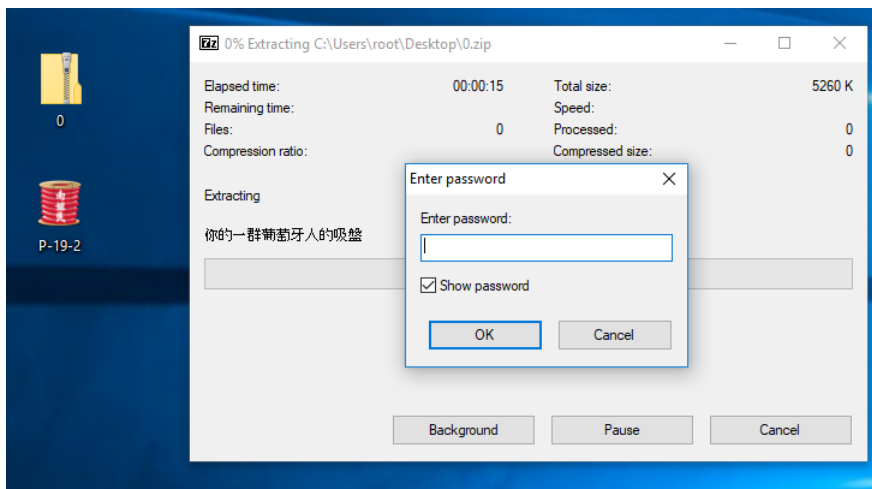 0
P-19-2
0% Extracting C:\Users\root\Desktop\0.zip
Elapsed time: 00:00:15 Total size: 5260 K
Remaining time: Speed:
Files: 0 Processed: 0
Compression ratio: Compressed size: 0
Extracting
你的一群葡萄牙人的吸盤
Enter password
Enter password:
Show password
OK Cancel
Background Pause Cancel